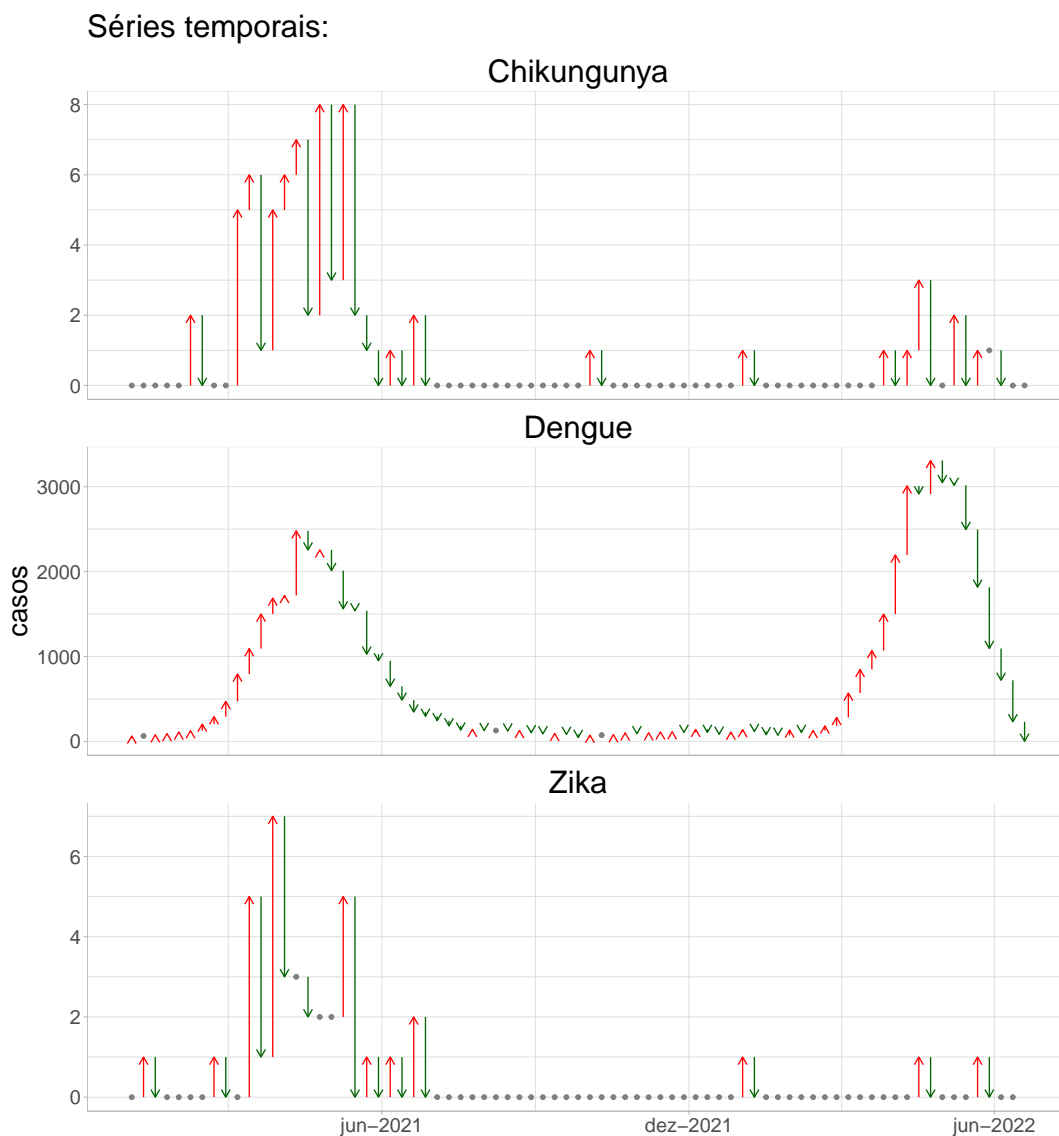 Séries temporais:
Chikungunya
8
6
4
2
0
Dengue
3000
2000
1000
0
casos
Zika
6
4
2
0
jun−2021
dez−2021
jun−2022